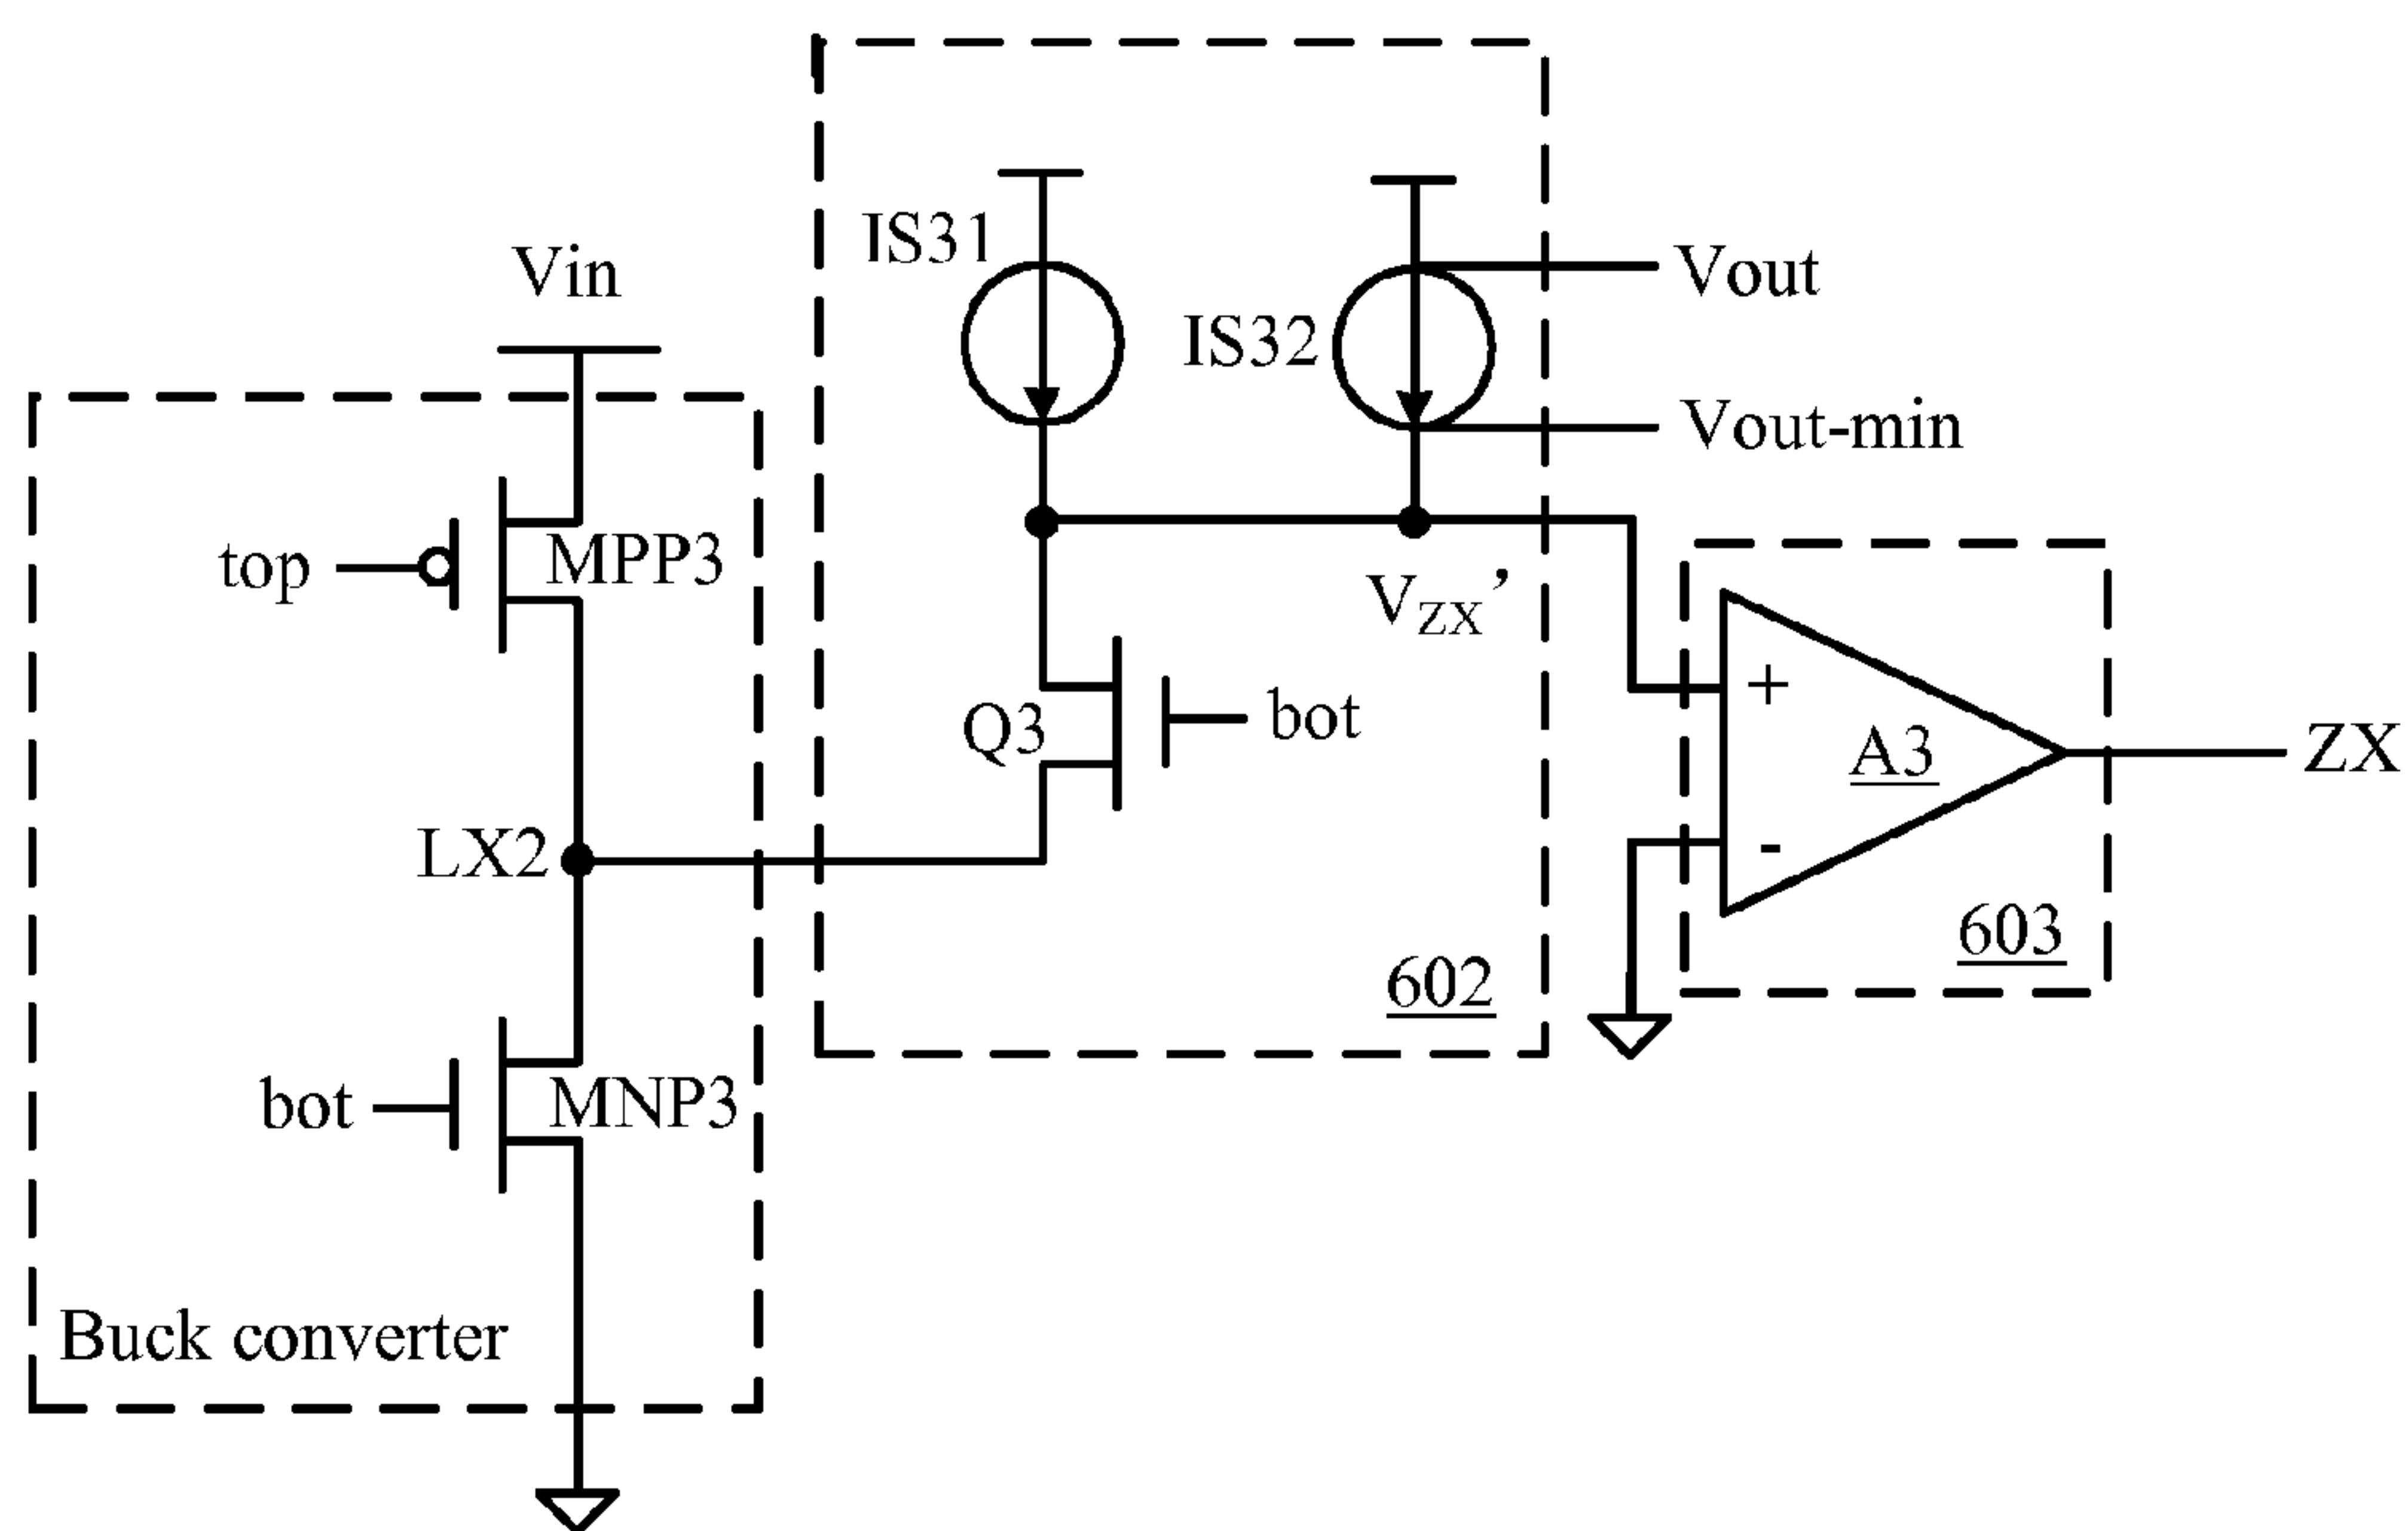 IS31
Vin
Vout
IS32
Vout-min
top
MPP3
VZX’
Q3
bot
+
A3
ZX
LX2
-
603
602
bot
MNP3
Buck converter